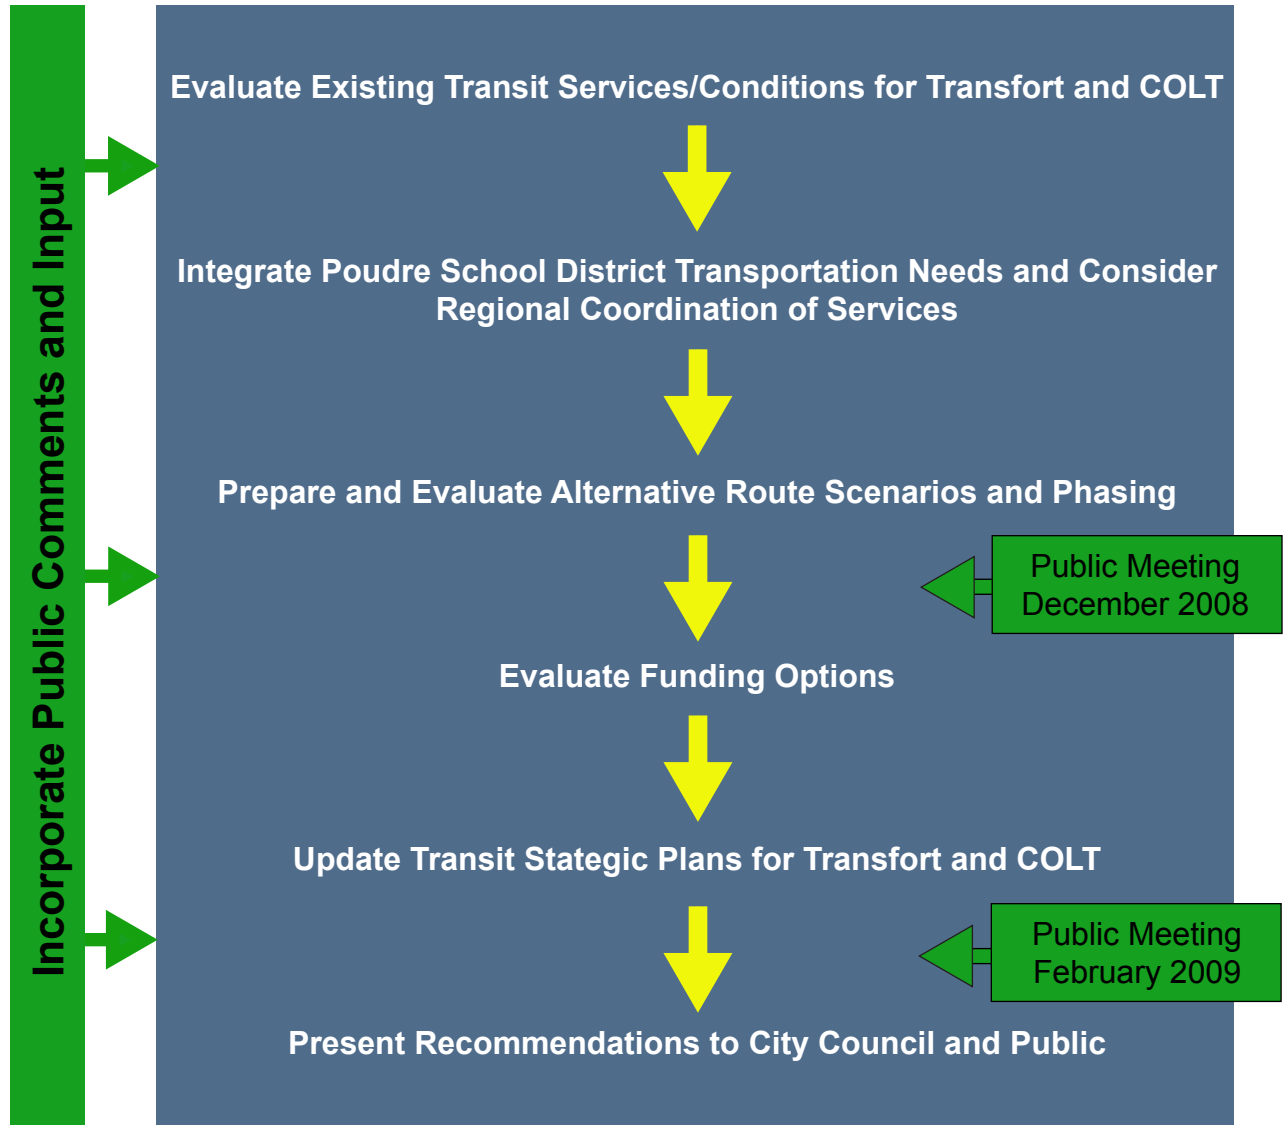 Incorporate Public Comments and Input
Evaluate Existing Transit Services/Conditions for Transfort and COLT
Integrate Poudre School District Transportation Needs and Consider
Regional Coordination of Services
Prepare and Evaluate Alternative Route Scenarios and Phasing
Public Meeting
December 2008
Evaluate Funding Options
Update Transit Stategic Plans for Transfort and COLT
Public Meeting
February 2009
Present Recommendations to City Council and Public